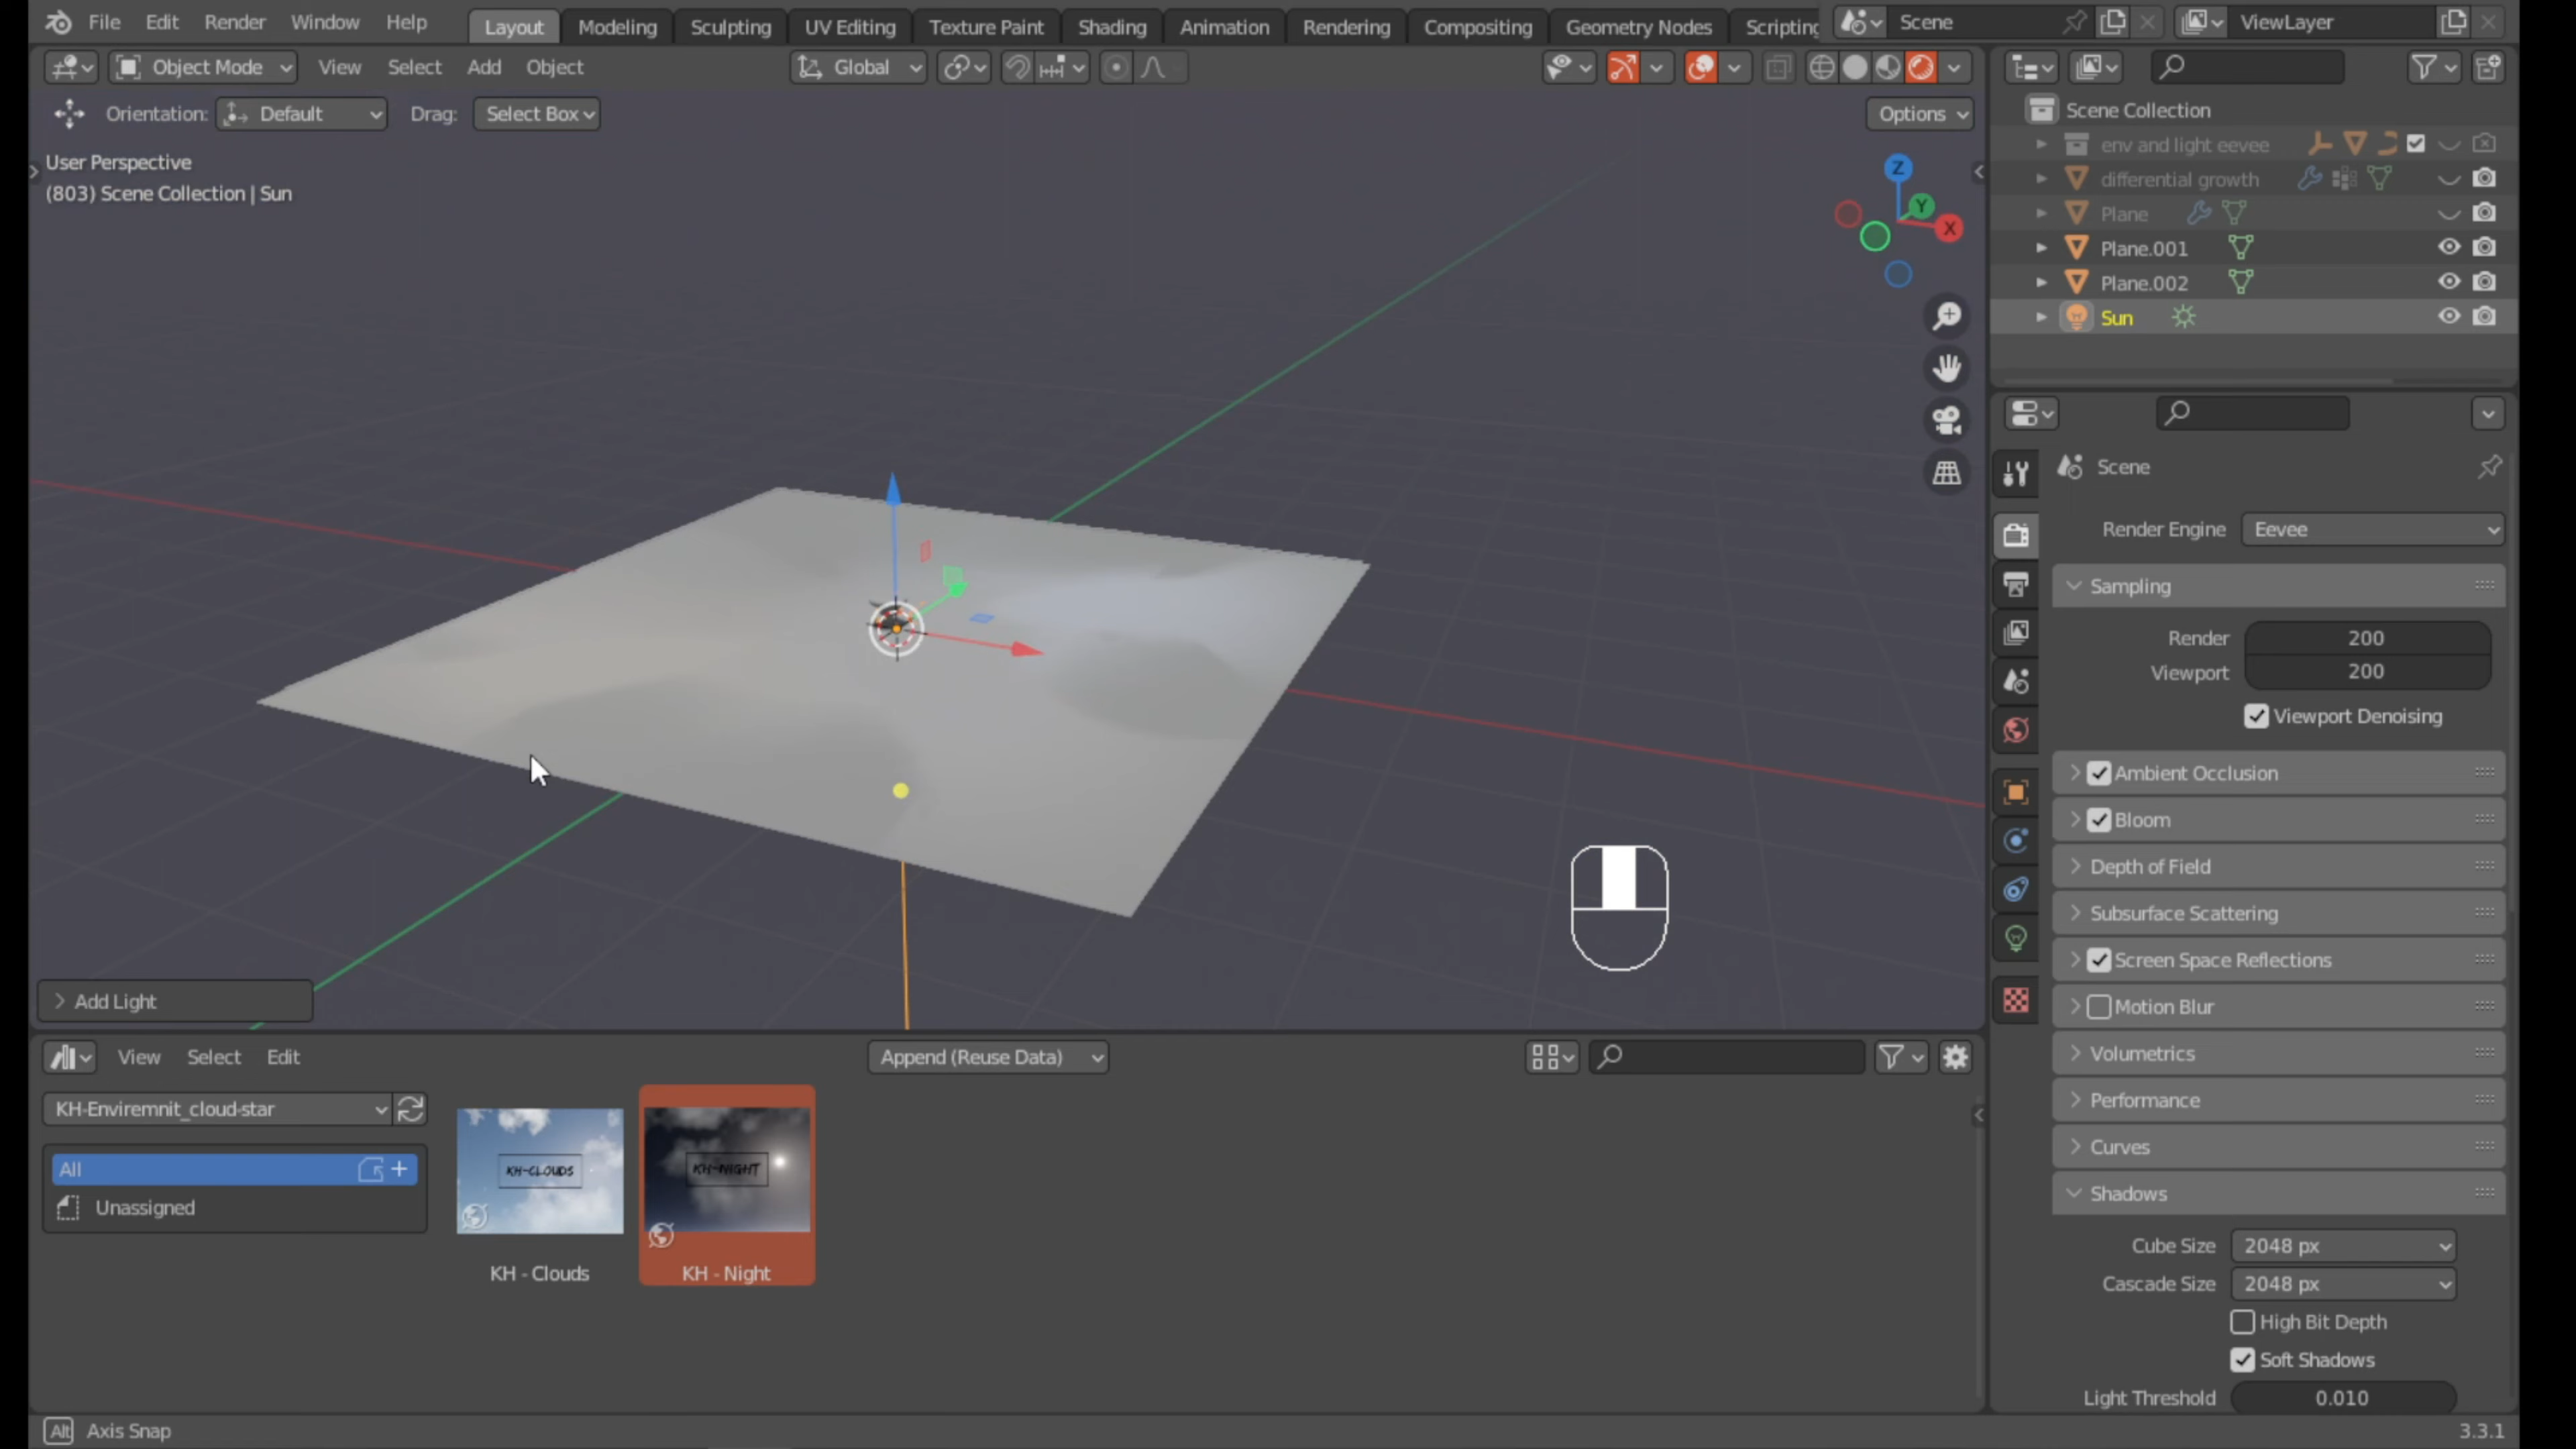 File Edit Render Window Help Layout Modeling Sculpting UV Editing Texture Paint Shading Animation Rendering Compositing Geometry Nodes Scripting Scene ViewLayer
Object Mode View Select Add Object Global
Orientation: Default Drag: Select Box Options
User Perspective
(803) Scene Collection | Sun
Z
Y
X
Add Light
Scene Collection
env and light eevee
differential growth
Plane
Plane.001
Plane.002
Sun
Scene
Render Engine Eevee
Sampling
Render 200
Viewport 200
Viewport Denoising
Ambient Occlusion
Bloom
Depth of Field
Subsurface Scattering
Screen Space Reflections
Motion Blur
Volumetrics
Performance
Curves
Shadows
Cube Size 2048 px
Cascade Size 2048 px
High Bit Depth
Soft Shadows
Light Threshold 0.010
View Select Edit Append (Reuse Data)
KH-Enviremnit_cloud-star
All
Unassigned
KH-CLOUDS
KH - Clouds
KH-NIGHT
KH - Night
Alt Axis Snap 3.3.1